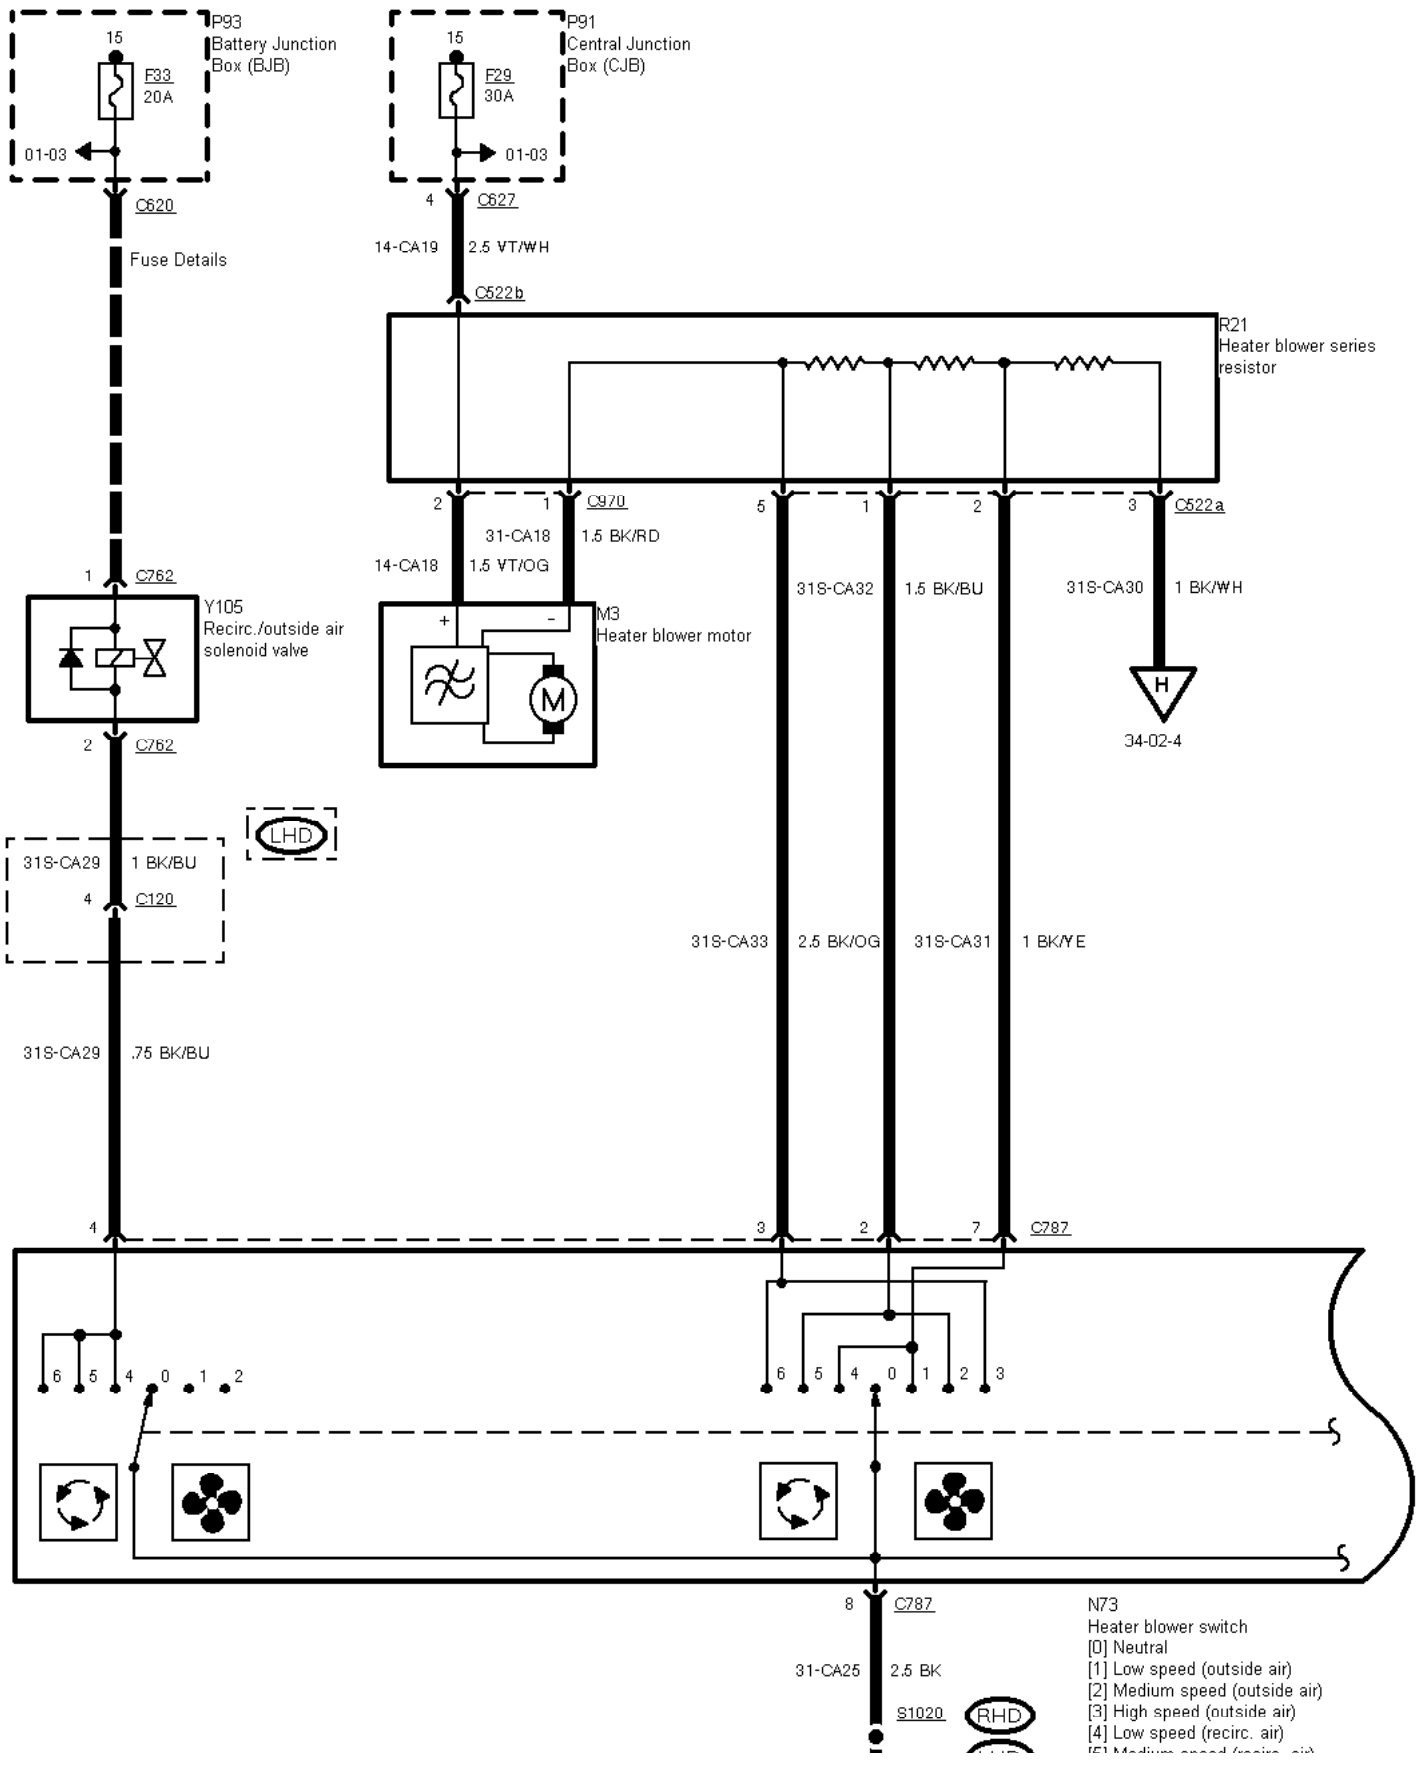 P93
Battery Junction
Box (BJB)
15
F33
20A
01-03
C620
Fuse Details
P91
Central Junction
Box (CJB)
15
F29
30A
01-03
4 C627
14-CA19 2.5 VT/WH
C522b
R21
Heater blower series
resistor
2 1 C970
5 1 2 3 C522a
31-CA18 1.5 BK/RD
14-CA18 1.5 VT/OG
31S-CA32 1.5 BK/BU
31S-CA30 1 BK/WH
1 C762
Y105
Recirc./outside air
solenoid valve
+ -
M3
Heater blower motor
M
H
34-02-4
2 C762
LHD
31S-CA29 1 BK/BU
4 C120
31S-CA33 2.5 BK/OG
31S-CA31 1 BK/YE
31S-CA29 .75 BK/BU
4 3 2 7 C787
6 5 4 0 1 2
6 5 4 0 1 2 3
8 C787
31-CA25 2.5 BK
S1020
RHD
LHD
N73
Heater blower switch
[0] Neutral
[1] Low speed (outside air)
[2] Medium speed (outside air)
[3] High speed (outside air)
[4] Low speed (recirc. air)
[5] Medium speed (recirc. air)